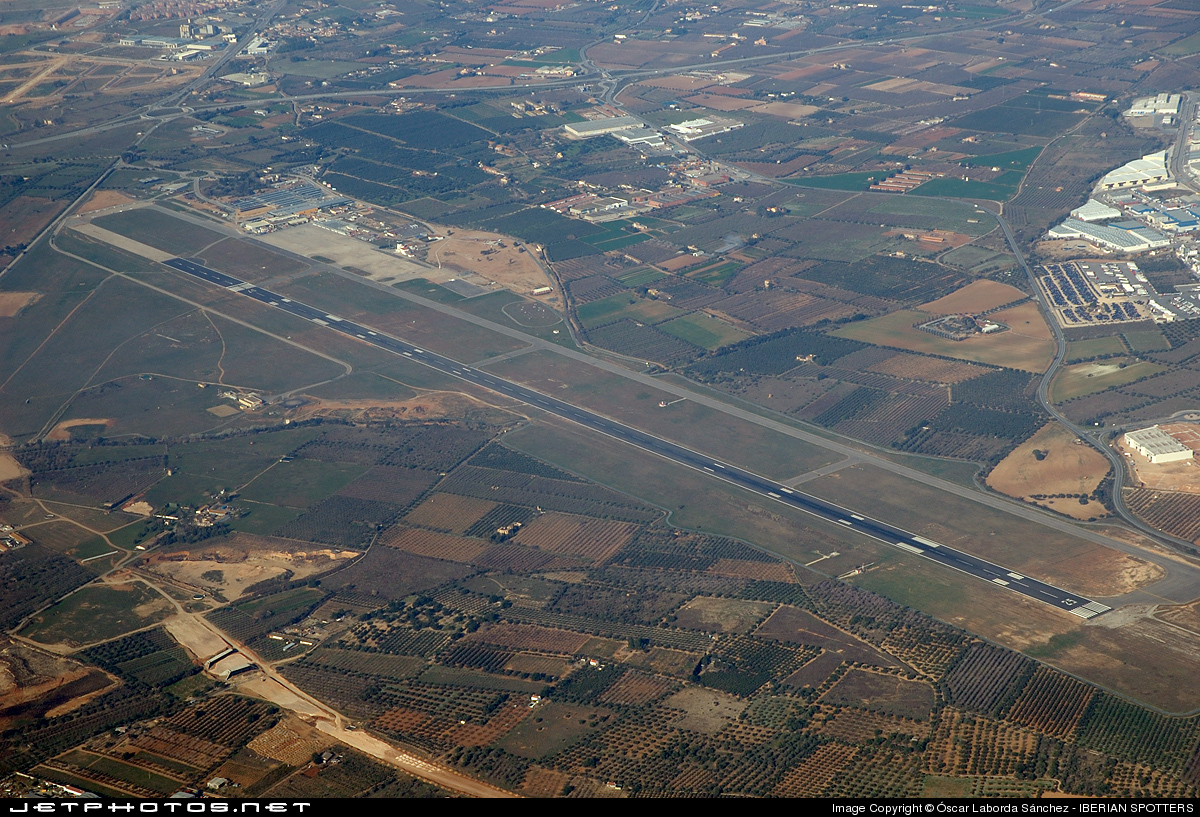 JETPHOTOS.NET
Image Copyright © Óscar Laborda Sánchez - IBERIAN SPOTTERS